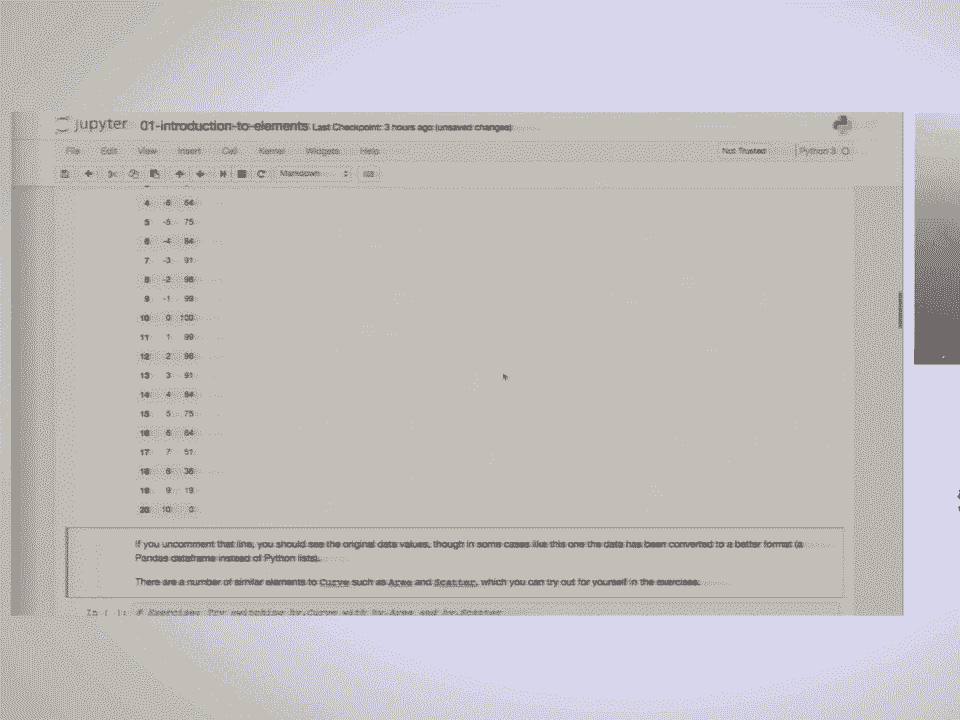 jupyter 01-introduction-to-elements Last Checkpoint: 3 hours ago (unsaved changes)
File Edit View Insert Cell Kernel Widgets Help Not Trusted Python 3
Markdown
4 -6 64
5 -5 75
6 -4 84
7 -3 91
8 -2 96
9 -1 99
10 0 100
11 1 99
12 2 96
13 3 91
14 4 84
15 5 75
16 6 64
17 7 51
18 8 36
19 9 19
20 10 0
If you uncomment that line, you should see the original data values, though in some cases like this one the data has been converted to a better format (a
Pandas dataframe instead of Python lists).
There are a number of similar elements to Curve such as Area and Scatter, which you can try out for yourself in the exercises.
In [ ]: # Exercise: Try switching hv.Curve with hv.Area and hv.Scatter